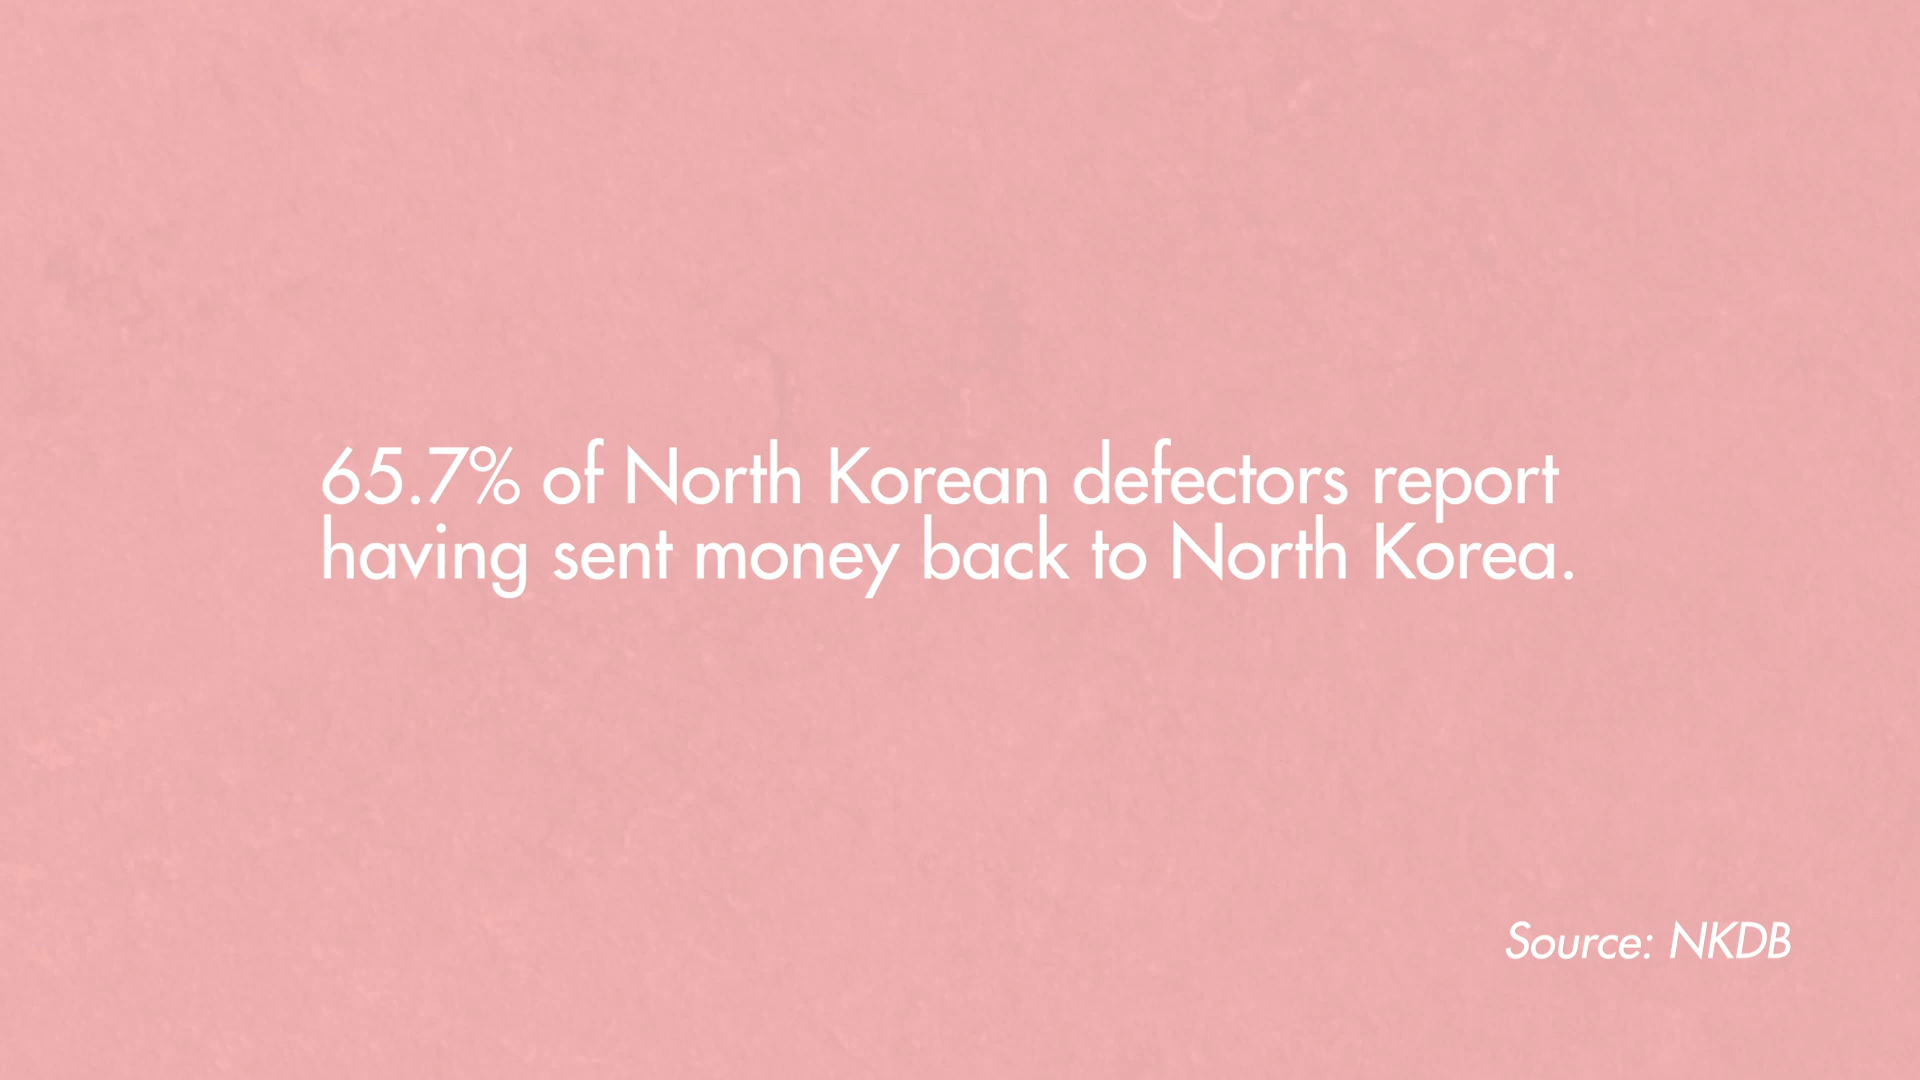 65.7% of North Korean defectors report
having sent money back to North Korea.
Source: NKDB